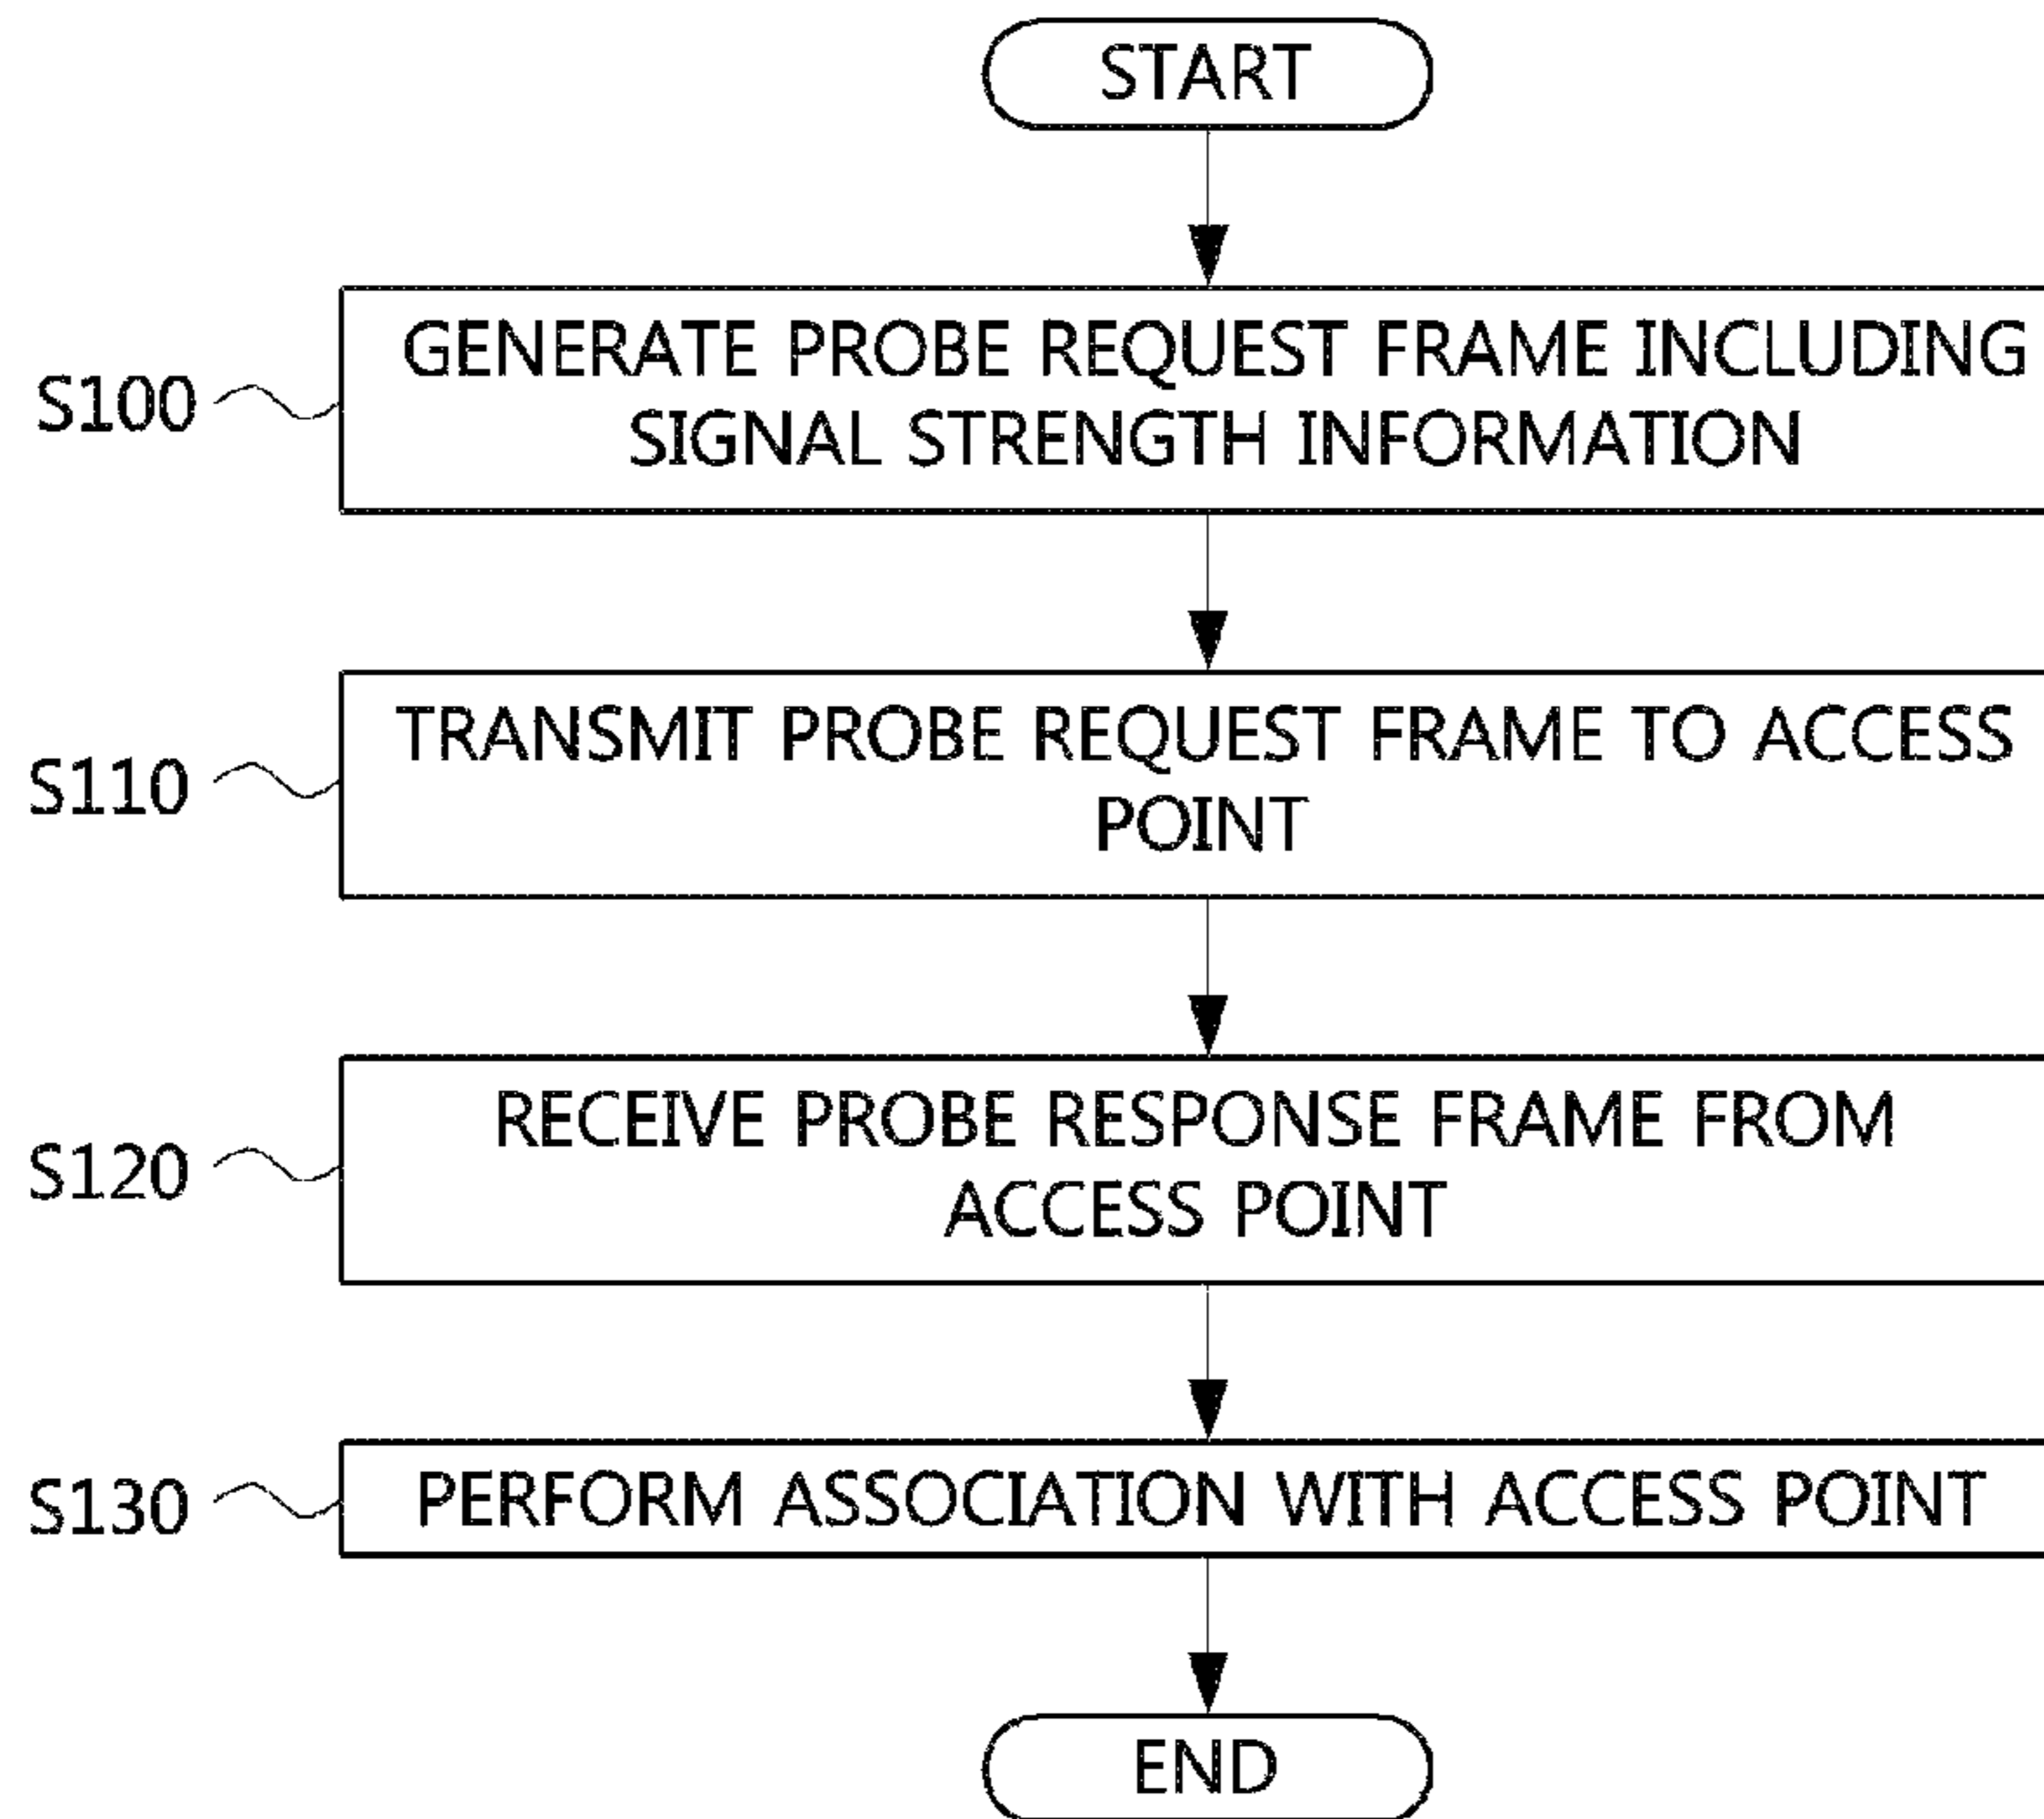 START
S100
GENERATE PROBE REQUEST FRAME INCLUDING
SIGNAL STRENGTH INFORMATION
S110
TRANSMIT PROBE REQUEST FRAME TO ACCESS
POINT
S120
RECEIVE PROBE RESPONSE FRAME FROM
ACCESS POINT
S130
PERFORM ASSOCIATION WITH ACCESS POINT
END